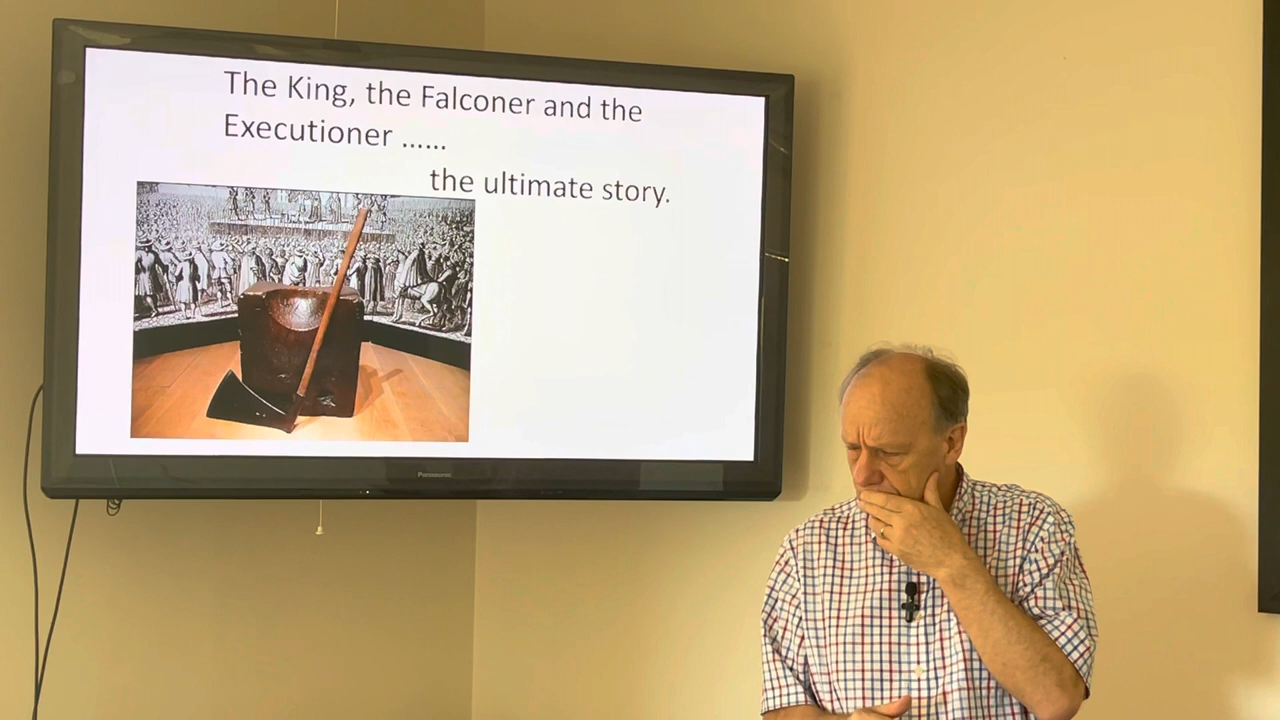 The King, the Falconer and the
Executioner ......
the ultimate story.
Panasonic